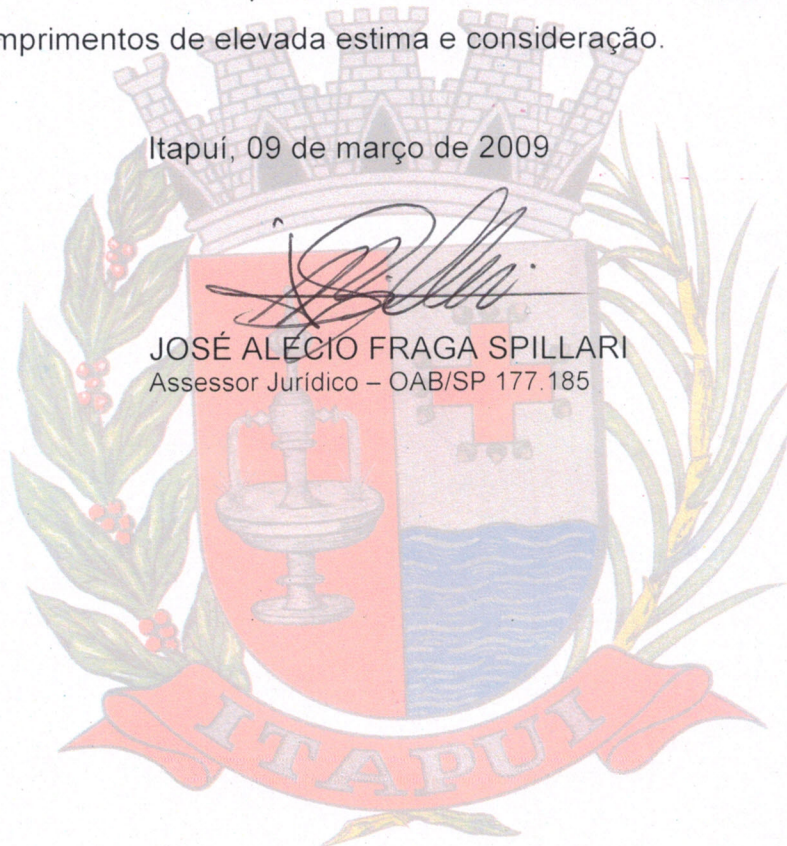 mprimentos de elevada estima e consideração.
Itapuí, 09 de março de 2009
JOSÉ ALÉCIO FRAGA SPILLARI
Assessor Jurídico – OAB/SP 177.185
ITAPUI